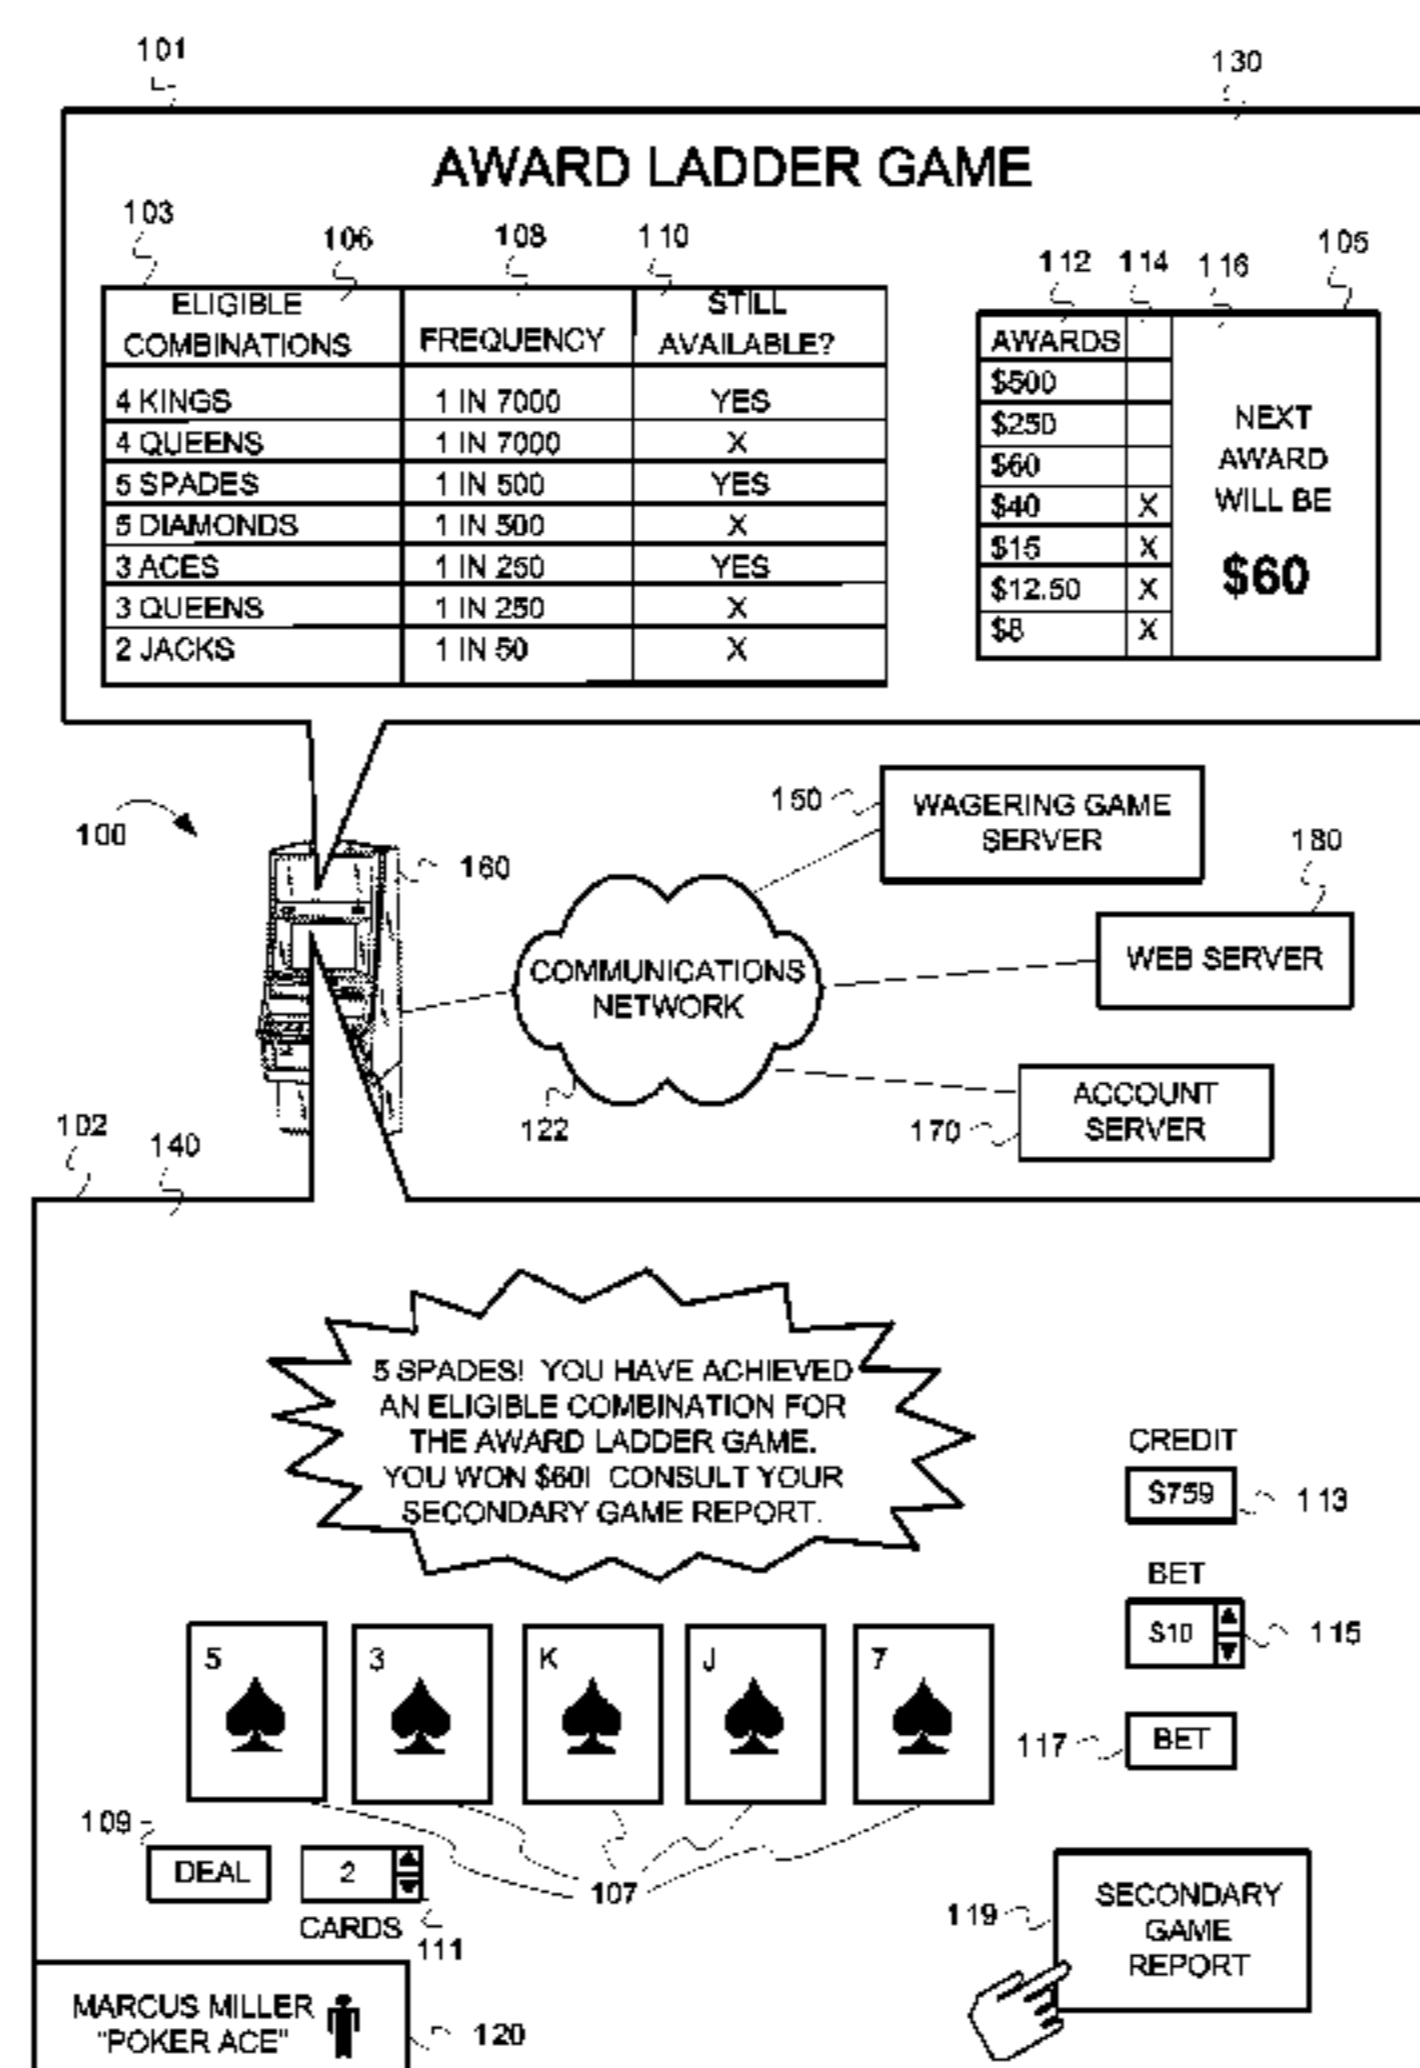 101
130
AWARD LADDER GAME
103
106
108
110
112
114
116
105
ELIGIBLE
COMBINATIONS
FREQUENCY
STILL
AVAILABLE?
4 KINGS 1 IN 7000 YES
4 QUEENS 1 IN 7000 X
5 SPADES 1 IN 500 YES
5 DIAMONDS 1 IN 500 X
3 ACES 1 IN 250 YES
3 QUEENS 1 IN 250 X
2 JACKS 1 IN 50 X
AWARDS
$500
$250
$60
$40 X
$15 X
$12.50 X
$8 X
NEXT
AWARD
WILL BE
$60
100
160
150
WAGERING GAME
SERVER
180
WEB SERVER
COMMUNICATIONS
NETWORK
122
170
ACCOUNT
SERVER
102
140
5 SPADES! YOU HAVE ACHIEVED
AN ELIGIBLE COMBINATION FOR
THE AWARD LADDER GAME.
YOU WON $60! CONSULT YOUR
SECONDARY GAME REPORT.
CREDIT
$759
113
BET
$10
115
117
BET
5
3
K
J
7
109
DEAL
2
CARDS
111
107
119
SECONDARY
GAME
REPORT
MARCUS MILLER
"POKER ACE"
120